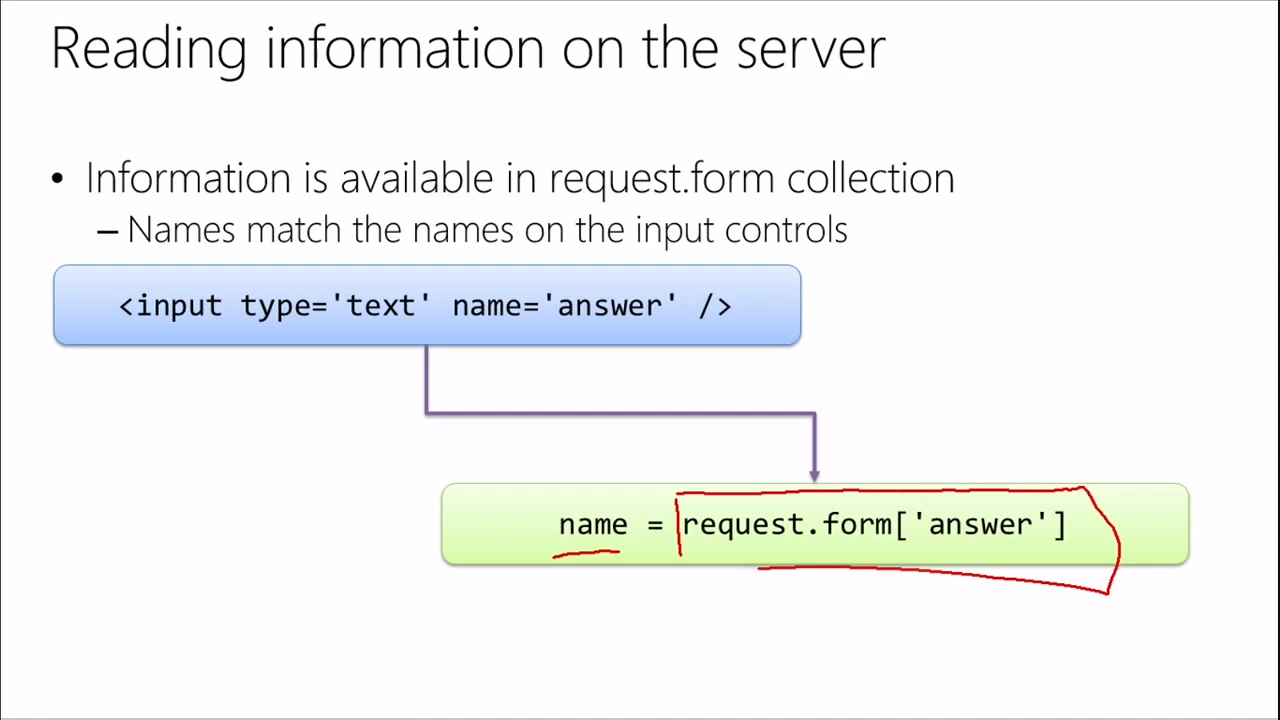 Reading information on the server
• Information is available in request.form collection
– Names match the names on the input controls
<input type='text' name='answer' />
name = request.form['answer']